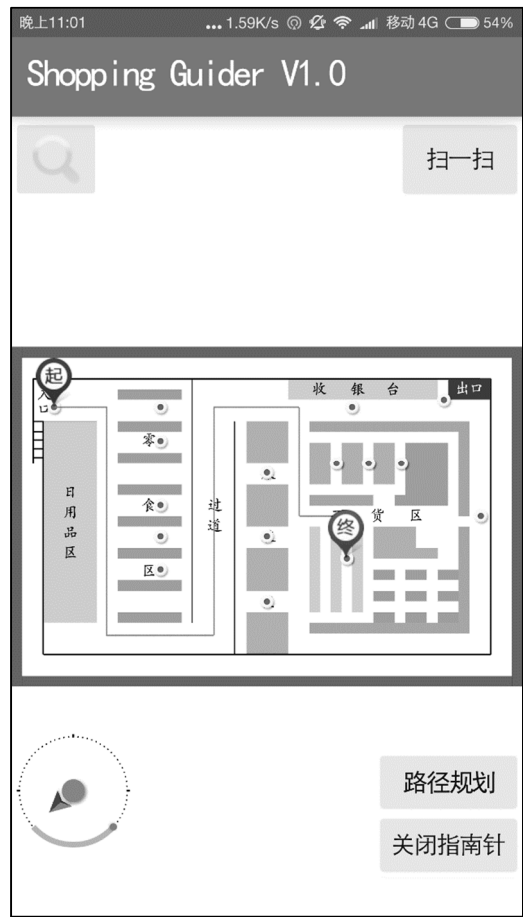 晚上11:01 ... 1.59K/s 移动 4G 54%
Shopping Guider V1.0
扫一扫
起
收银台
出口
入口
零食区
日用品区
过道
货区
终
路径规划
关闭指南针